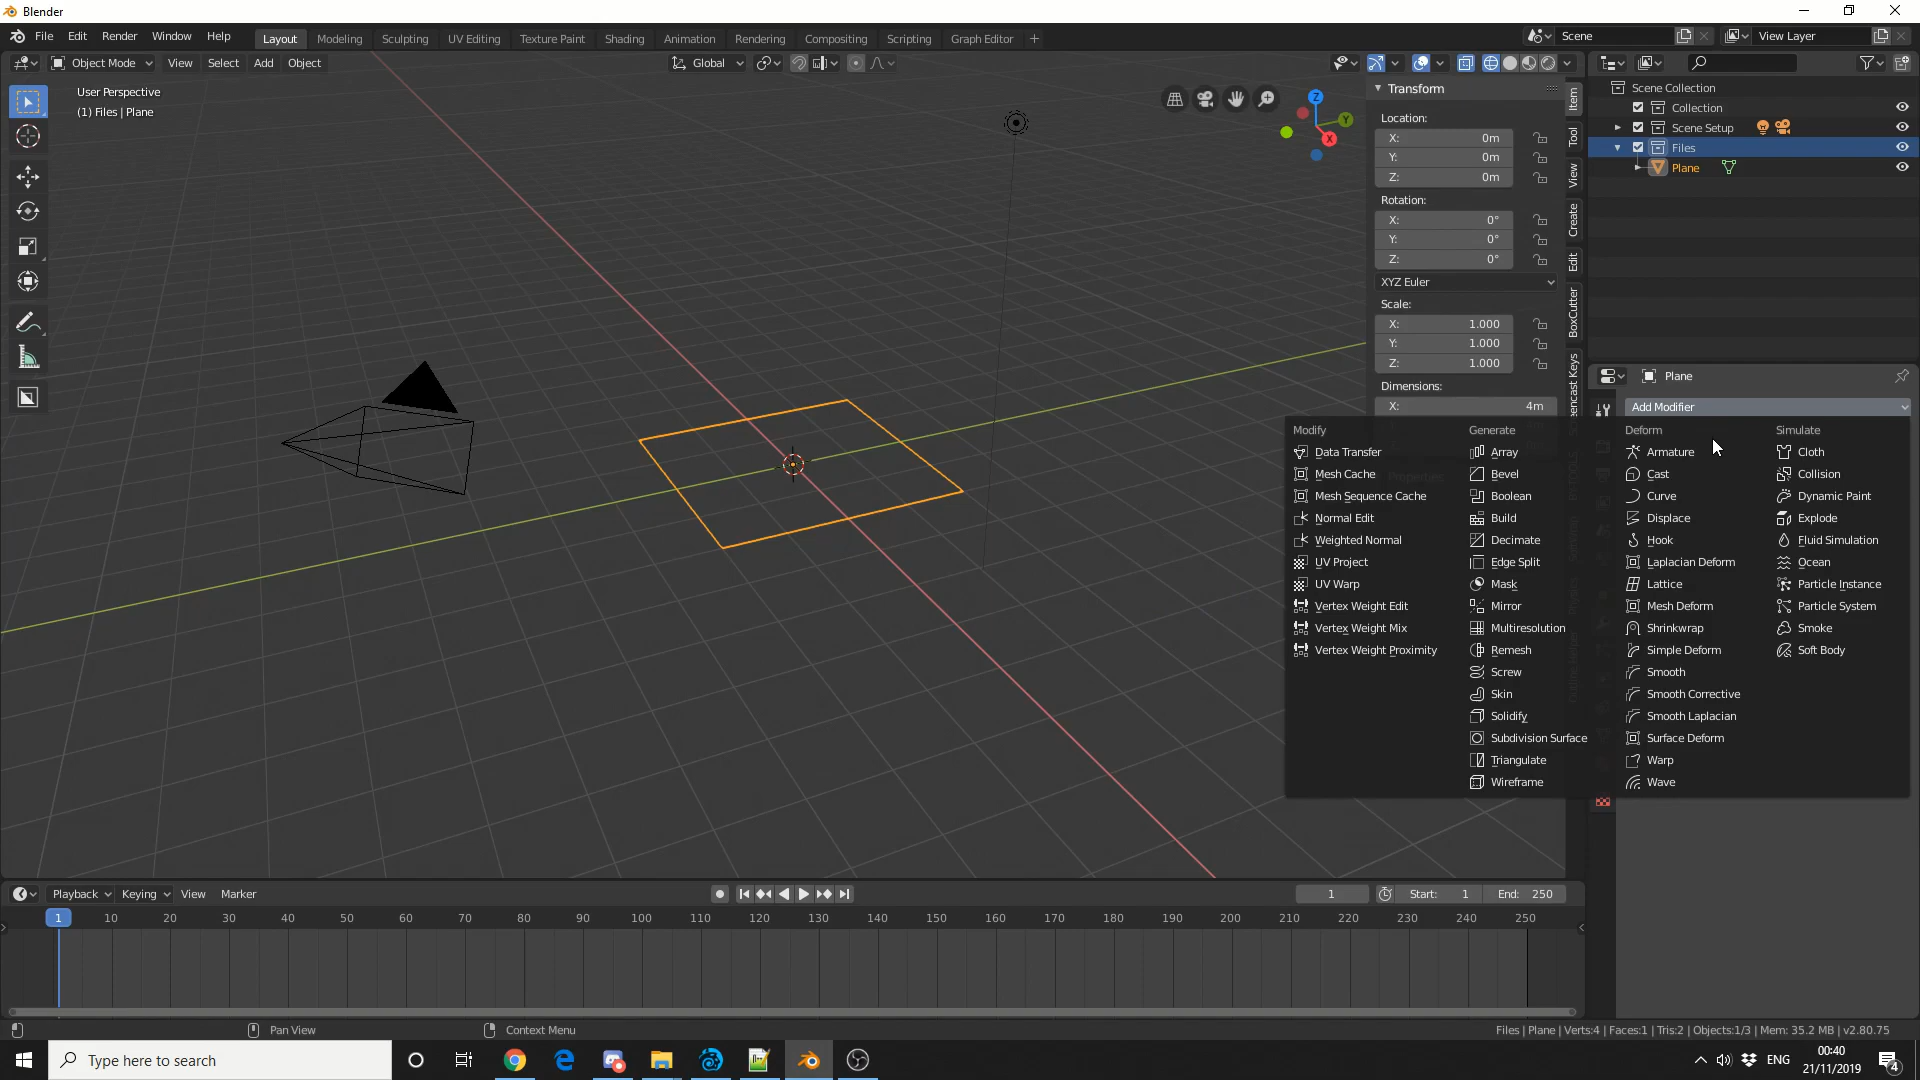 Blender
File Edit Render Window Help
Layout Modeling Sculpting UV Editing Texture Paint Shading Animation Rendering Compositing Scripting Graph Editor +
Scene View Layer
Object Mode View Select Add Object Global
User Perspective
(1) Files | Plane
Transform
Location:
X: 0m
Y: 0m
Z: 0m
Rotation:
X: 0°
Y: 0°
Z: 0°
XYZ Euler
Scale:
X: 1.000
Y: 1.000
Z: 1.000
Dimensions:
X: 4m
Item
Tool
View
Create
Edit
BoxCutter
Z
Y
X
Scene Collection
Collection
Scene Setup
Files
Plane
Plane
Add Modifier
Modify
Data Transfer
Mesh Cache
Mesh Sequence Cache
Normal Edit
Weighted Normal
UV Project
UV Warp
Vertex Weight Edit
Vertex Weight Mix
Vertex Weight Proximity
Generate
Array
Bevel
Boolean
Build
Decimate
Edge Split
Mask
Mirror
Multiresolution
Remesh
Screw
Skin
Solidify
Subdivision Surface
Triangulate
Wireframe
Deform
Armature
Cast
Curve
Displace
Hook
Laplacian Deform
Lattice
Mesh Deform
Shrinkwrap
Simple Deform
Smooth
Smooth Corrective
Smooth Laplacian
Surface Deform
Warp
Wave
Simulate
Cloth
Collision
Dynamic Paint
Explode
Fluid Simulation
Ocean
Particle Instance
Particle System
Smoke
Soft Body
Playback Keying View Marker
1 Start: 1 End: 250
1 10 20 30 40 50 60 70 80 90 100 110 120 130 140 150 160 170 180 190 200 210 220 230 240 250
Pan View Context Menu
Files | Plane | Verts:4 | Faces:1 | Tris:2 | Objects:1/3 | Mem: 35.2 MB | v2.80.75
Type here to search
ENG
00:40
21/11/2019
4